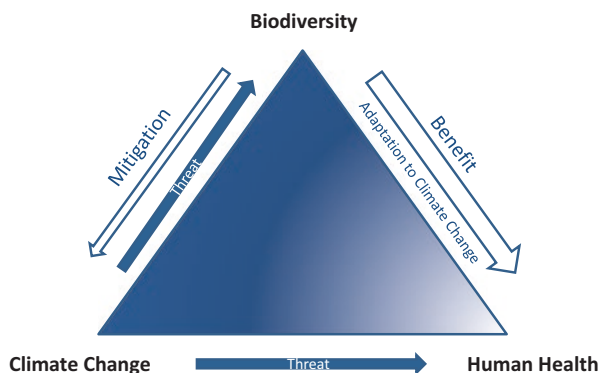 Biodiversity
Mitigation
Threat
Benefit
Adaptation to Climate Change
Climate Change
Threat
Human Health